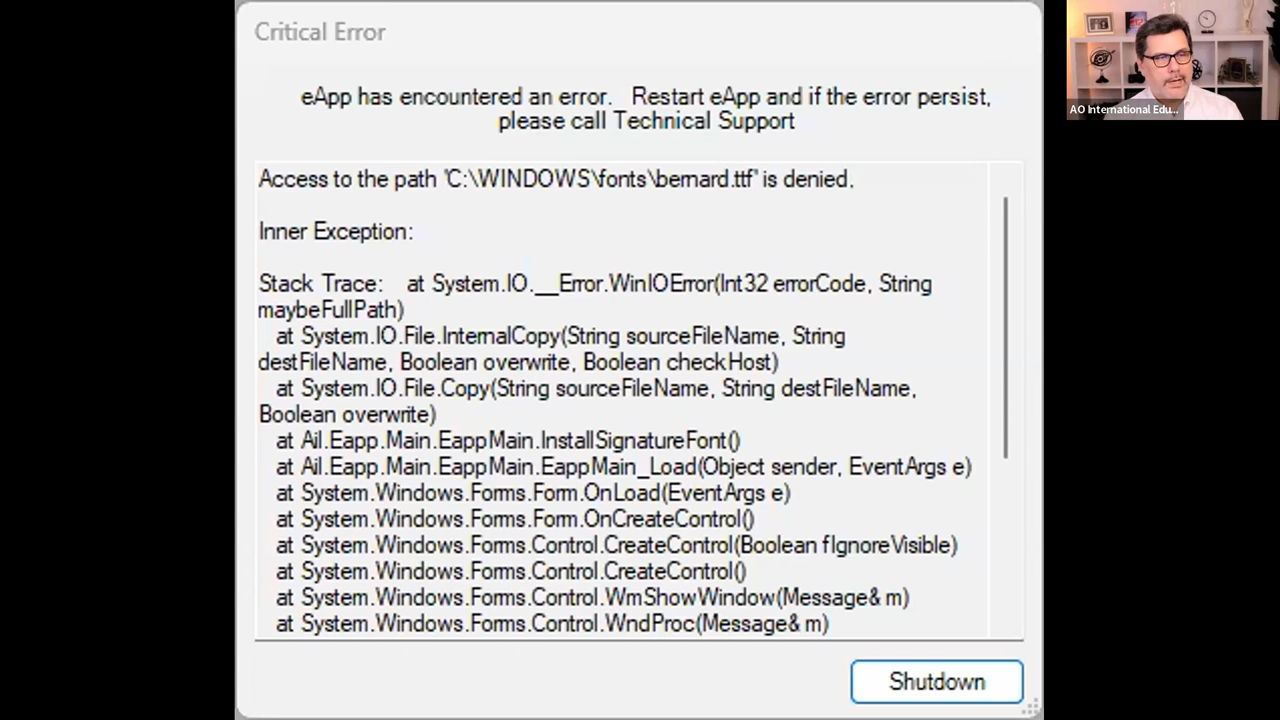 Critical Error
eApp has encountered an error.   Restart eApp and if the error persist,
please call Technical Support
Access to the path 'C:\WINDOWS\fonts\bernard.ttf' is denied.
Inner Exception:
Stack Trace:    at System.IO.__Error.WinIOError(Int32 errorCode, String
maybeFullPath)
at System.IO.File.InternalCopy(String sourceFileName, String
destFileName, Boolean overwrite, Boolean checkHost)
at System.IO.File.Copy(String sourceFileName, String destFileName,
Boolean overwrite)
at Ail.Eapp.Main.EappMain.InstallSignatureFont()
at Ail.Eapp.Main.EappMain.EappMain_Load(Object sender, EventArgs e)
at System.Windows.Forms.Form.OnLoad(EventArgs e)
at System.Windows.Forms.Form.OnCreateControl()
at System.Windows.Forms.Control.CreateControl(Boolean fIgnoreVisible)
at System.Windows.Forms.Control.CreateControl()
at System.Windows.Forms.Control.WmShowWindow(Message& m)
at System.Windows.Forms.Control.WndProc(Message& m)
Shutdown
AO International Edu...